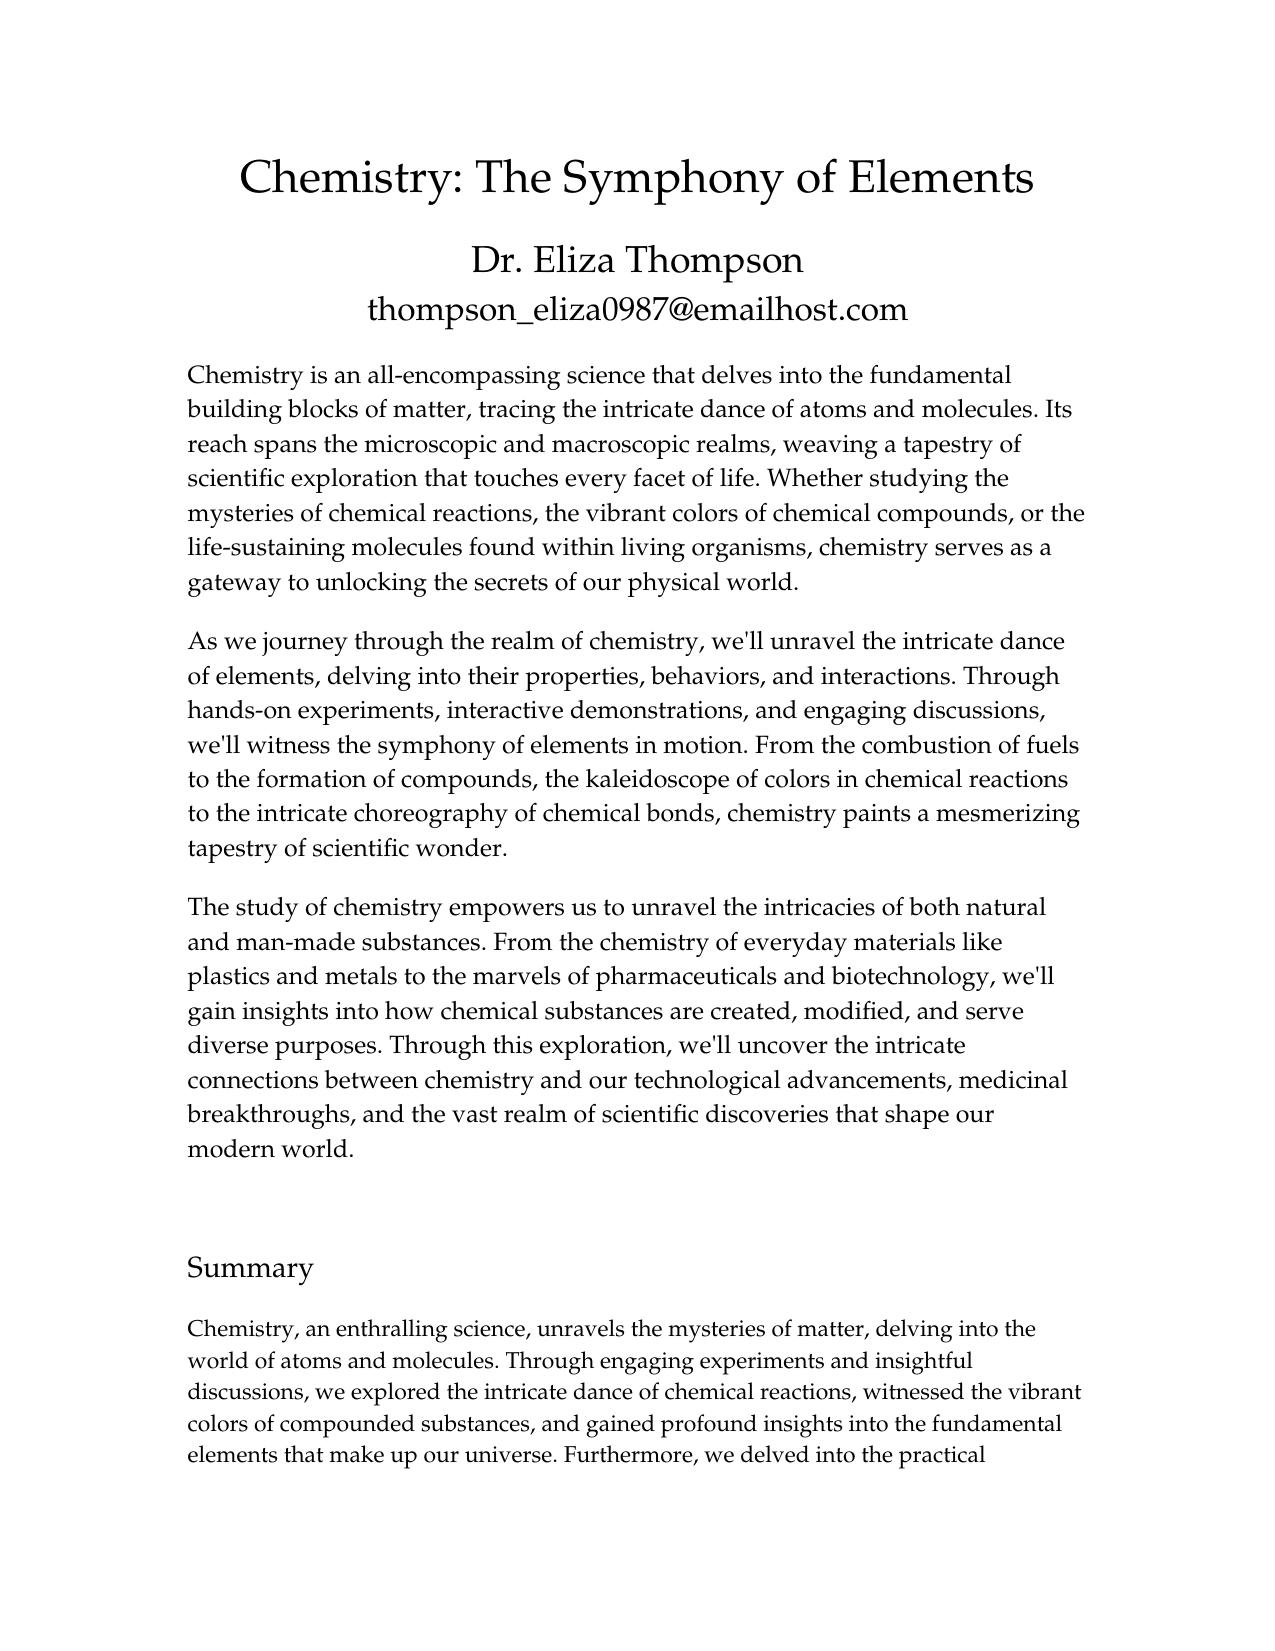 Chemistry: The Symphony of Elements
Dr. Eliza Thompson
thompson_eliza0987@emailhost.com
Chemistry is an all-encompassing science that delves into the fundamental
building blocks of matter, tracing the intricate dance of atoms and molecules. Its
reach spans the microscopic and macroscopic realms, weaving a tapestry of
scientific exploration that touches every facet of life. Whether studying the
mysteries of chemical reactions, the vibrant colors of chemical compounds, or the
life-sustaining molecules found within living organisms, chemistry serves as a
gateway to unlocking the secrets of our physical world.
As we journey through the realm of chemistry, we'll unravel the intricate dance
of elements, delving into their properties, behaviors, and interactions. Through
hands-on experiments, interactive demonstrations, and engaging discussions,
we'll witness the symphony of elements in motion. From the combustion of fuels
to the formation of compounds, the kaleidoscope of colors in chemical reactions
to the intricate choreography of chemical bonds, chemistry paints a mesmerizing
tapestry of scientific wonder.
The study of chemistry empowers us to unravel the intricacies of both natural
and man-made substances. From the chemistry of everyday materials like
plastics and metals to the marvels of pharmaceuticals and biotechnology, we'll
gain insights into how chemical substances are created, modified, and serve
diverse purposes. Through this exploration, we'll uncover the intricate
connections between chemistry and our technological advancements, medicinal
breakthroughs, and the vast realm of scientific discoveries that shape our
modern world.
Summary
Chemistry, an enthralling science, unravels the mysteries of matter, delving into the
world of atoms and molecules. Through engaging experiments and insightful
discussions, we explored the intricate dance of chemical reactions, witnessed the vibrant
colors of compounded substances, and gained profound insights into the fundamental
elements that make up our universe. Furthermore, we delved into the practical